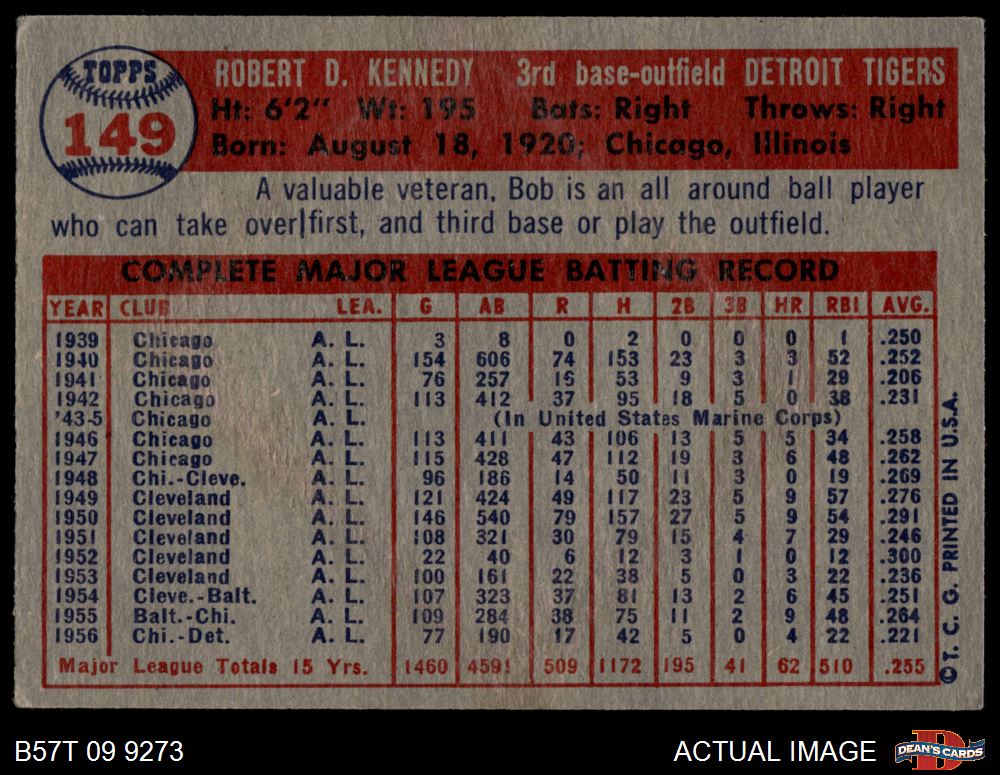 TOPPS
149
ROBERT D. KENNEDY 3rd base-outfield DETROIT TIGERS
Ht: 6'2" Wt: 195 Bats: Right Throws: Right
Born: August 18, 1920; Chicago, Illinois
A valuable veteran, Bob is an all around ball player
who can take over first, and third base or play the outfield.
COMPLETE MAJOR LEAGUE BATTING RECORD
YEAR CLUB LEA. G AB R H 2B 3B HR RBI AVG.
1939 Chicago A. L. 3 8 0 2 0 0 0 1 .250
1940 Chicago A. L. 154 606 74 153 23 3 3 52 .252
1941 Chicago A. L. 76 257 16 53 9 3 1 29 .206
1942 Chicago A. L. 113 412 37 95 18 5 0 38 .231
'43-5 Chicago A. L. (In United States Marine Corps)
1946 Chicago A. L. 113 411 43 106 13 5 5 34 .258
1947 Chicago A. L. 115 428 47 112 19 3 6 48 .262
1948 Chi.-Cleve. A. L. 96 186 14 50 11 3 0 19 .269
1949 Cleveland A. L. 121 424 49 117 23 5 9 57 .276
1950 Cleveland A. L. 146 540 79 157 27 5 9 54 .291
1951 Cleveland A. L. 108 321 30 79 15 4 7 29 .246
1952 Cleveland A. L. 22 40 6 12 3 1 0 12 .300
1953 Cleveland A. L. 100 161 22 38 5 0 3 22 .236
1954 Cleve.-Balt. A. L. 107 323 37 81 13 2 6 45 .251
1955 Balt.-Chi. A. L. 109 284 38 75 11 2 9 48 .264
1956 Chi.-Det. A. L. 77 190 17 42 5 0 4 22 .221
Major League Totals 15 Yrs. 1460 4591 509 1172 195 41 62 510 .255
©T. C. G. PRINTED IN U.S.A.
B57T 09 9273 ACTUAL IMAGE
D
DEAN'S CARDS